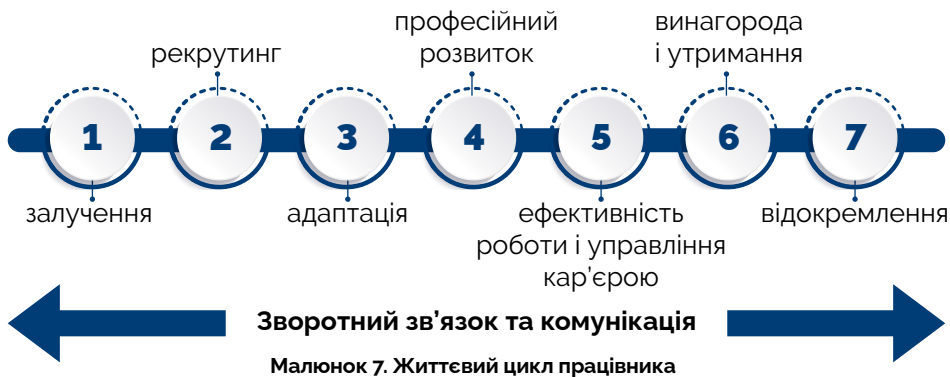 професійний
розвиток
винагорода
і утримання
рекрутинг
1
2
3
4
5
6
7
залучення
адаптація
ефективність
роботи і управління
кар’єрою
відокремлення
Зворотний зв’язок та комунікація
Малюнок 7. Життєвий цикл працівника